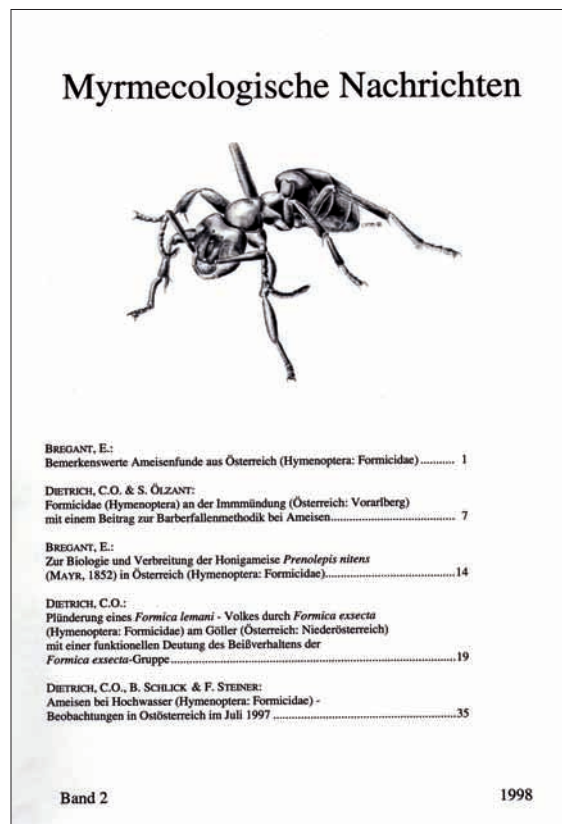 Myrmecologische Nachrichten
BREGANT, E.:
Bemerkenswerte Ameisenfunde aus Österreich (Hymenoptera: Formicidae) ........... 1
DIETRICH, C.O. & S. ÖLZANT:
Formicidae (Hymenoptera) an der Immmündung (Österreich: Vorarlberg)
mit einem Beitrag zur Barberfallenmethodik bei Ameisen........................................ 7
BREGANT, E.:
Zur Biologie und Verbreitung der Honigameise Prenolepis nitens
(MAYR, 1852) in Österreich (Hymenoptera: Formicidae)..........................................14
DIETRICH, C.O.:
Plünderung eines Formica lemani - Volkes durch Formica exsecta
(Hymenoptera: Formicidae) am Göller (Österreich: Niederösterreich)
mit einer funktionellen Deutung des Beißverhaltens der
Formica exsecta-Gruppe.........................................................................................19
DIETRICH, C.O., B. SCHLICK & F. STEINER:
Ameisen bei Hochwasser (Hymenoptera: Formicidae) -
Beobachtungen in Ostösterreich im Juli 1997 ..........................................................35
Band 2
1998